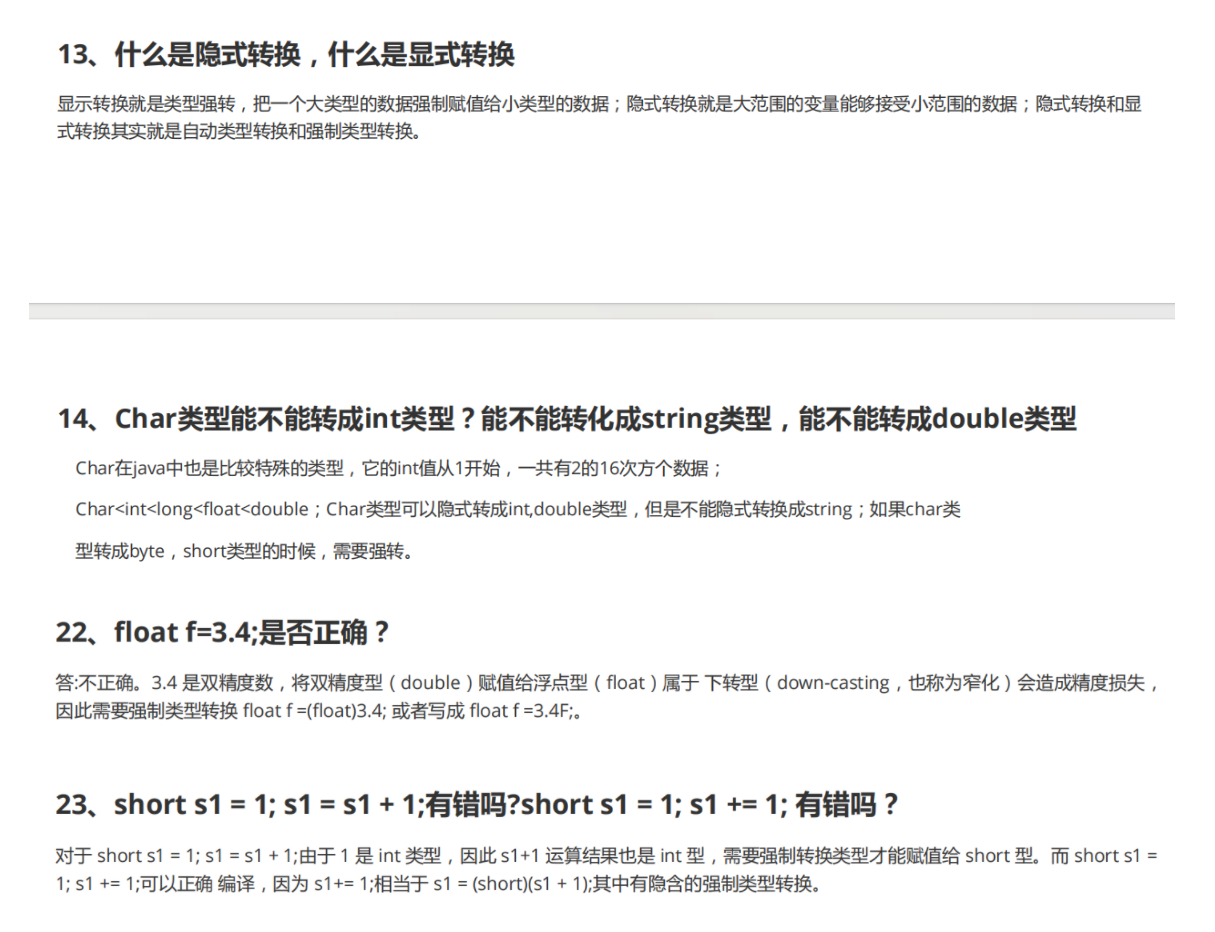 13、什么是隐式转换，什么是显式转换
显示转换就是类型强转，把一个大类型的数据强制赋值给小类型的数据；隐式转换就是大范围的变量能够接受小范围的数据；隐式转换和显
式转换其实就是自动类型转换和强制类型转换。
14、Char类型能不能转成int类型？能不能转化成string类型，能不能转成double类型
Char在java中也是比较特殊的类型，它的int值从1开始，一共有2的16次方个数据；
Char<int<long<float<double；Char类型可以隐式转成int,double类型，但是不能隐式转换成string；如果char类
型转成byte，short类型的时候，需要强转。
22、float f=3.4;是否正确？
答:不正确。3.4 是双精度数，将双精度型（double）赋值给浮点型（float）属于 下转型（down-casting，也称为窄化）会造成精度损失，
因此需要强制类型转换 float f =(float)3.4; 或者写成 float f =3.4F;。
23、short s1 = 1; s1 = s1 + 1;有错吗?short s1 = 1; s1 += 1; 有错吗？
对于 short s1 = 1; s1 = s1 + 1;由于 1 是 int 类型，因此 s1+1 运算结果也是 int 型，需要强制转换类型才能赋值给 short 型。而 short s1 =
1; s1 += 1;可以正确 编译，因为 s1+= 1;相当于 s1 = (short)(s1 + 1);其中有隐含的强制类型转换。